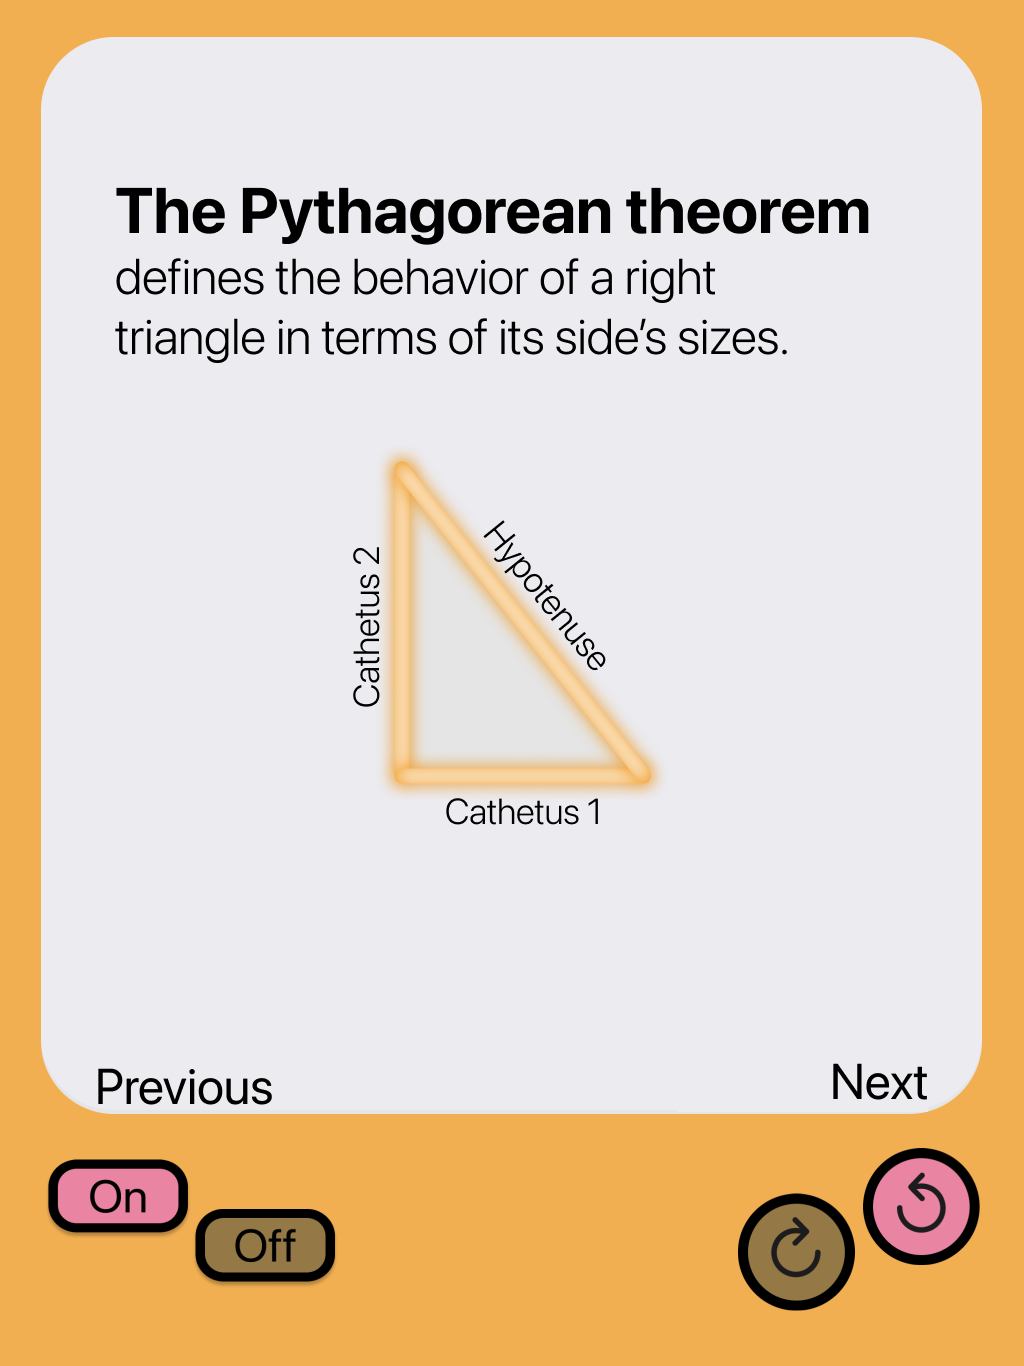 The Pythagorean theorem
defines the behavior of a right
triangle in terms of its side’s sizes.
Cathetus 2
Hypotenuse
Cathetus 1
Previous
Next
On
Off